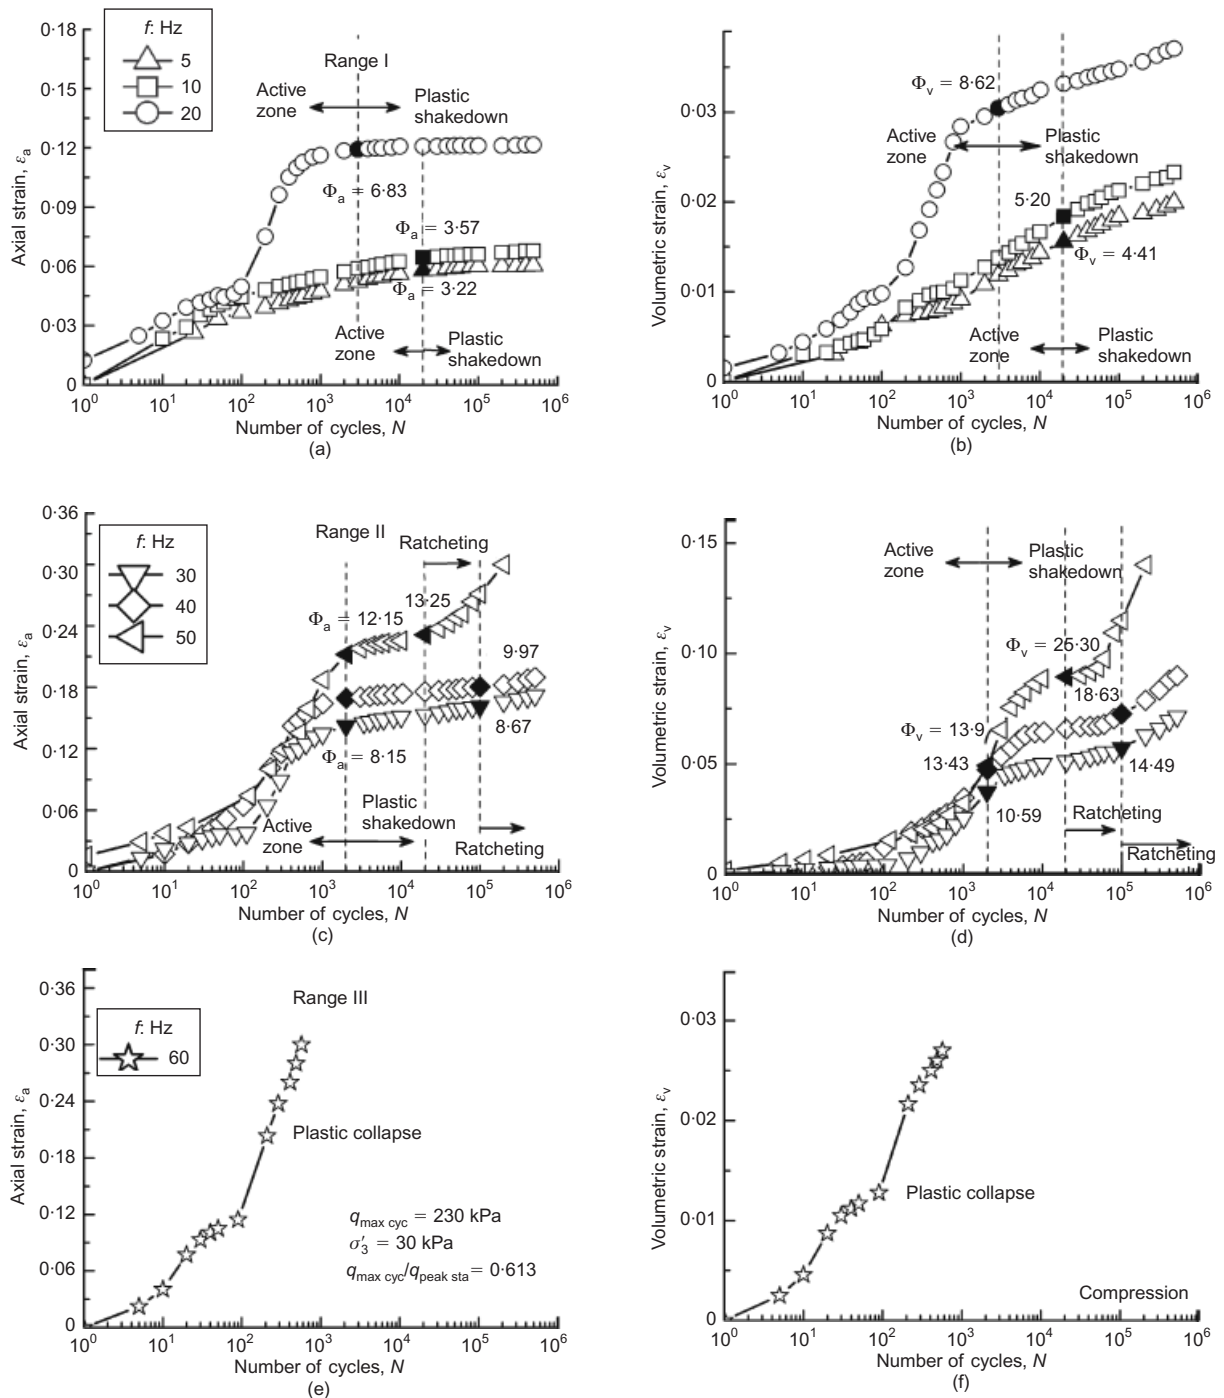 f: Hz
5
10
20
0·18
0·15
0·12
0·09
0·06
0·03
0
Axial strain, εa
Range I
Active zone
Plastic shakedown
Φa = 6·83
Φa = 3·57
Φa = 3·22
Active zone
Plastic shakedown
10^0 10^1 10^2 10^3 10^4 10^5 10^6
Number of cycles, N
(a)
0·03
0·02
0·01
0
Volumetric strain, εv
Φv = 8·62
Active zone
Plastic shakedown
5·20
Φv = 4·41
Active zone
Plastic shakedown
10^0 10^1 10^2 10^3 10^4 10^5 10^6
Number of cycles, N
(b)
f: Hz
30
40
50
0·36
0·30
0·24
0·18
0·12
0·06
0
Axial strain, εa
Range II
Ratcheting
Φa = 12·15
13·25
9·97
8·67
Φa = 8·15
Active zone
Plastic shakedown
Ratcheting
10^0 10^1 10^2 10^3 10^4 10^5 10^6
Number of cycles, N
(c)
0·15
0·10
0·05
0
Volumetric strain, εv
Active zone
Plastic shakedown
Φv = 25·30
18·63
Φv = 13·9
13·43
14·49
10·59
Ratcheting
Ratcheting
10^0 10^1 10^2 10^3 10^4 10^5 10^6
Number of cycles, N
(d)
f: Hz
60
0·36
0·30
0·24
0·18
0·12
0·06
0
Axial strain, εa
Range III
Plastic collapse
qmax cyc = 230 kPa
σ′3 = 30 kPa
qmax cyc/qpeak sta = 0·613
10^0 10^1 10^2 10^3 10^4 10^5 10^6
Number of cycles, N
(e)
0·03
0·02
0·01
0
Volumetric strain, εv
Plastic collapse
Compression
10^0 10^1 10^2 10^3 10^4 10^5 10^6
Number of cycles, N
(f)